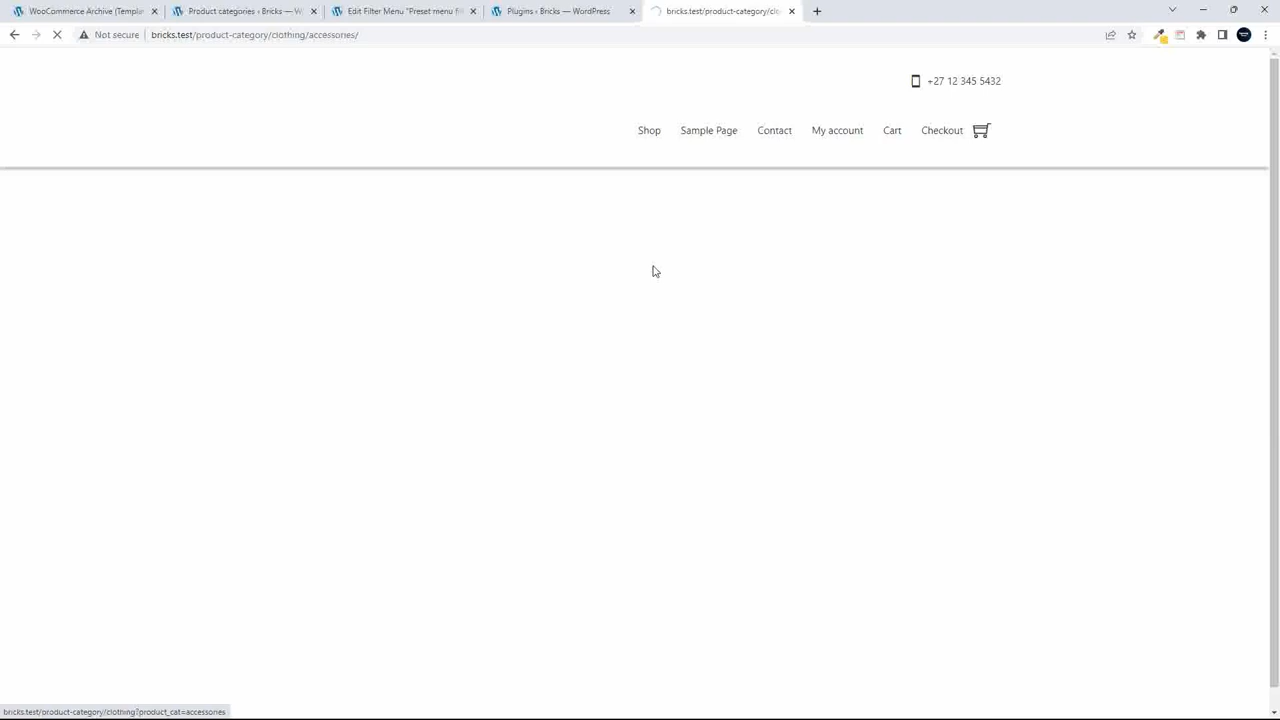 WooCommerce Archive (Templa
Product categories ‹ Bricks — W
Edit Filter Menu "Preset menu fil
Plugins ‹ Bricks — WordPress
bricks.test/product-category/clo
Not secure
bricks.test/product-category/clothing/accessories/
+27 12 345 5432
Shop
Sample Page
Contact
My account
Cart
Checkout
bricks.test/product-category/clothing?product_cat=accessories